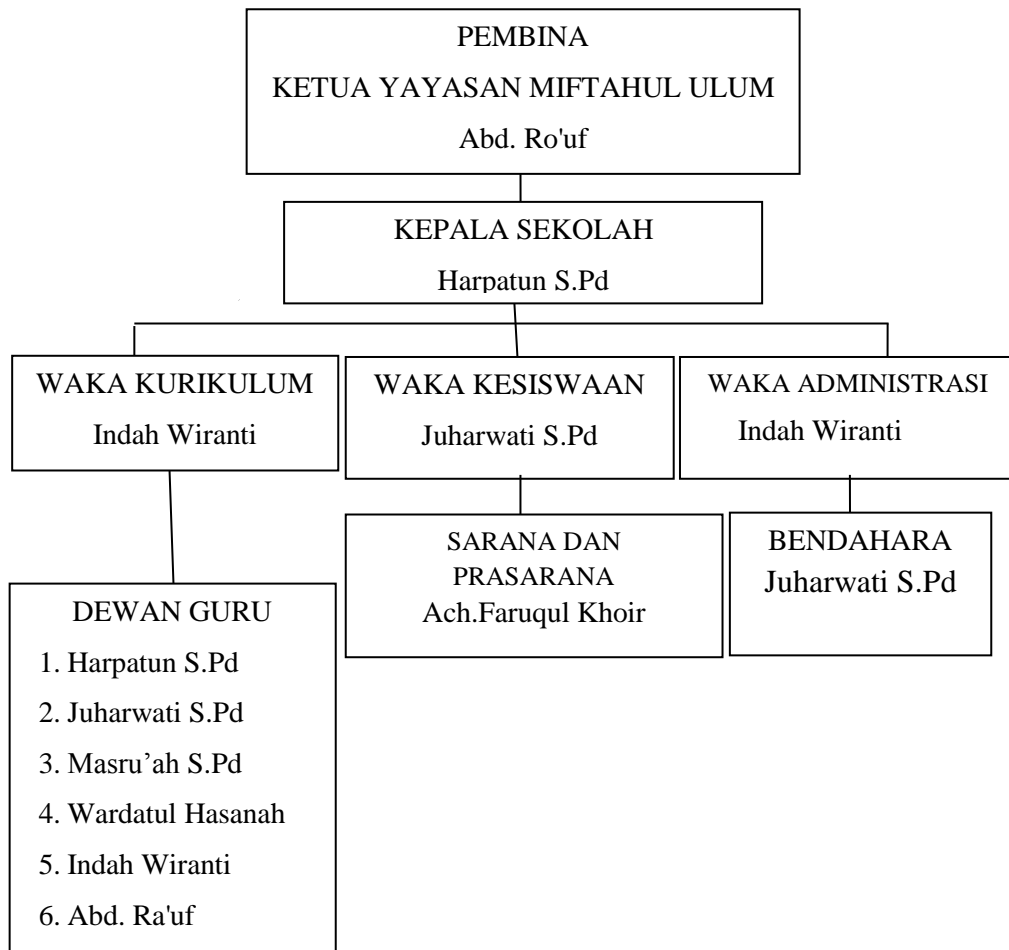 PEMBINA
KETUA YAYASAN MIFTAHUL ULUM
Abd. Ro'uf
KEPALA SEKOLAH
Harpatun S.Pd
WAKA KURIKULUM
Indah Wiranti
WAKA KESISWAAN
Juharwati S.Pd
WAKA ADMINISTRASI
Indah Wiranti
SARANA DAN
PRASARANA
Ach.Faruqul Khoir
BENDAHARA
Juharwati S.Pd
DEWAN GURU
1. Harpatun S.Pd
2. Juharwati S.Pd
3. Masru’ah S.Pd
4. Wardatul Hasanah
5. Indah Wiranti
6. Abd. Ra'uf